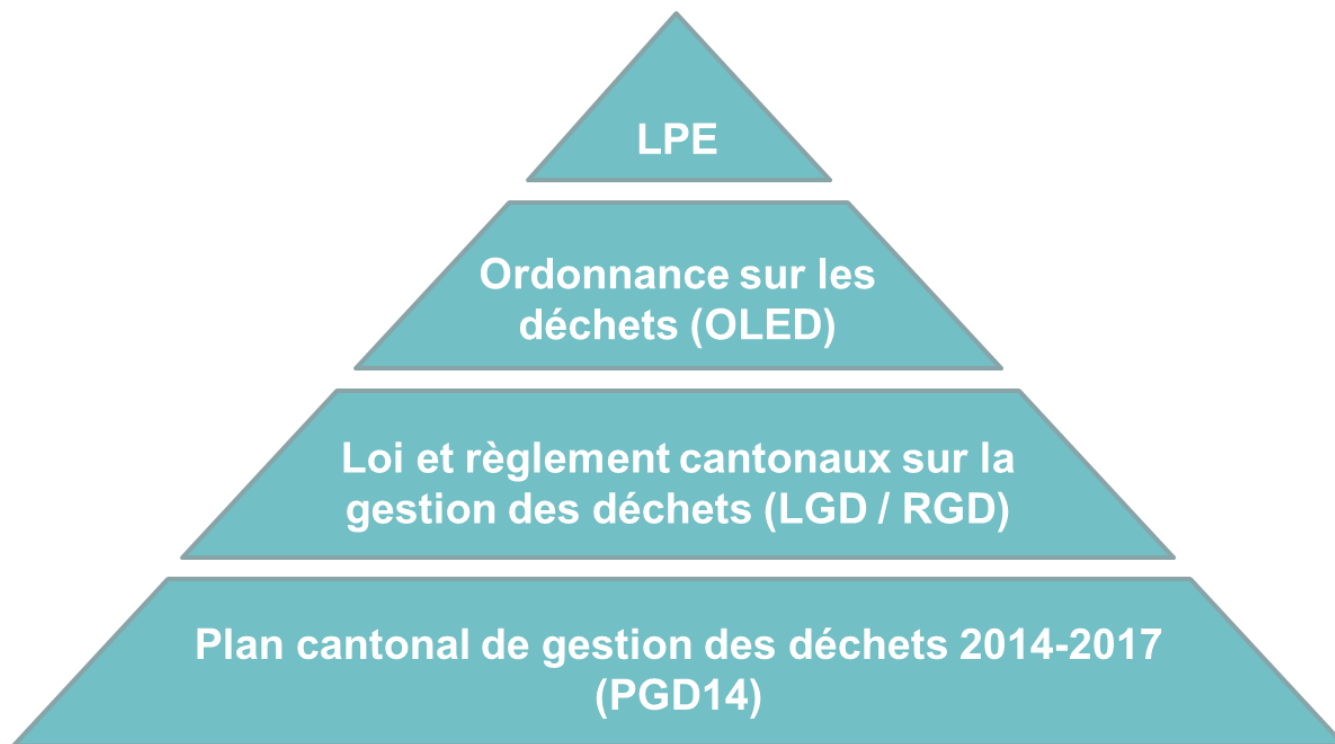 LPE
Ordonnance sur les
déchets (OLED)
Loi et règlement cantonaux sur la
gestion des déchets (LGD / RGD)
Plan cantonal de gestion des déchets 2014-2017
(PGD14)